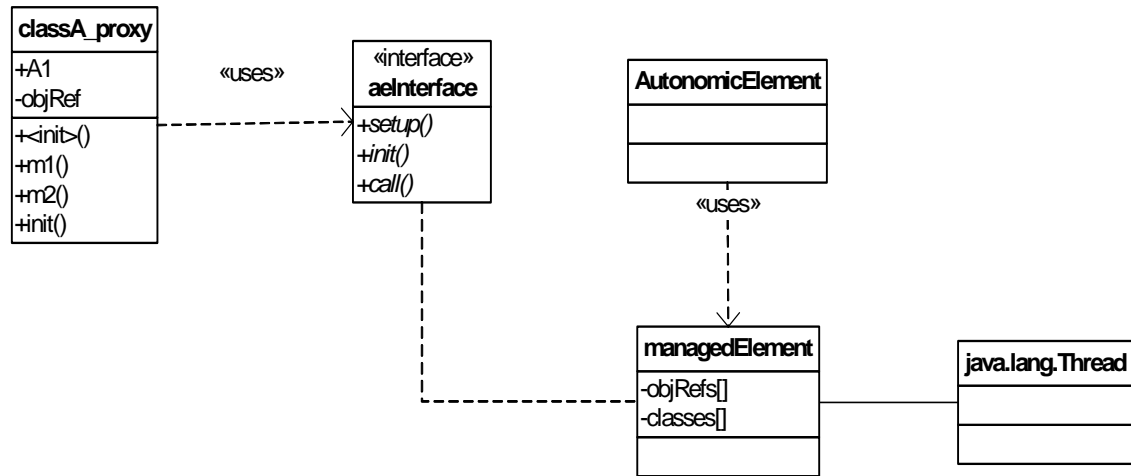 classA_proxy
+A1
-objRef
+<init>()
+m1()
+m2()
+init()
«uses»
«interface»
aeInterface
+setup()
+init()
+call()
AutonomicElement
«uses»
managedElement
-objRefs[]
-classes[]
java.lang.Thread